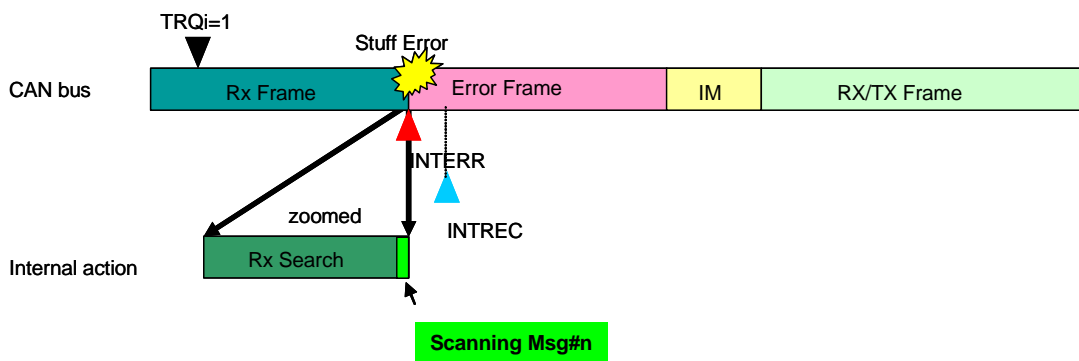 TRQi=1
Stuff Error
CAN bus
Rx Frame
Error Frame
IM
RX/TX Frame
INTERR
zoomed
INTREC
Internal action
Rx Search
Scanning Msg#n